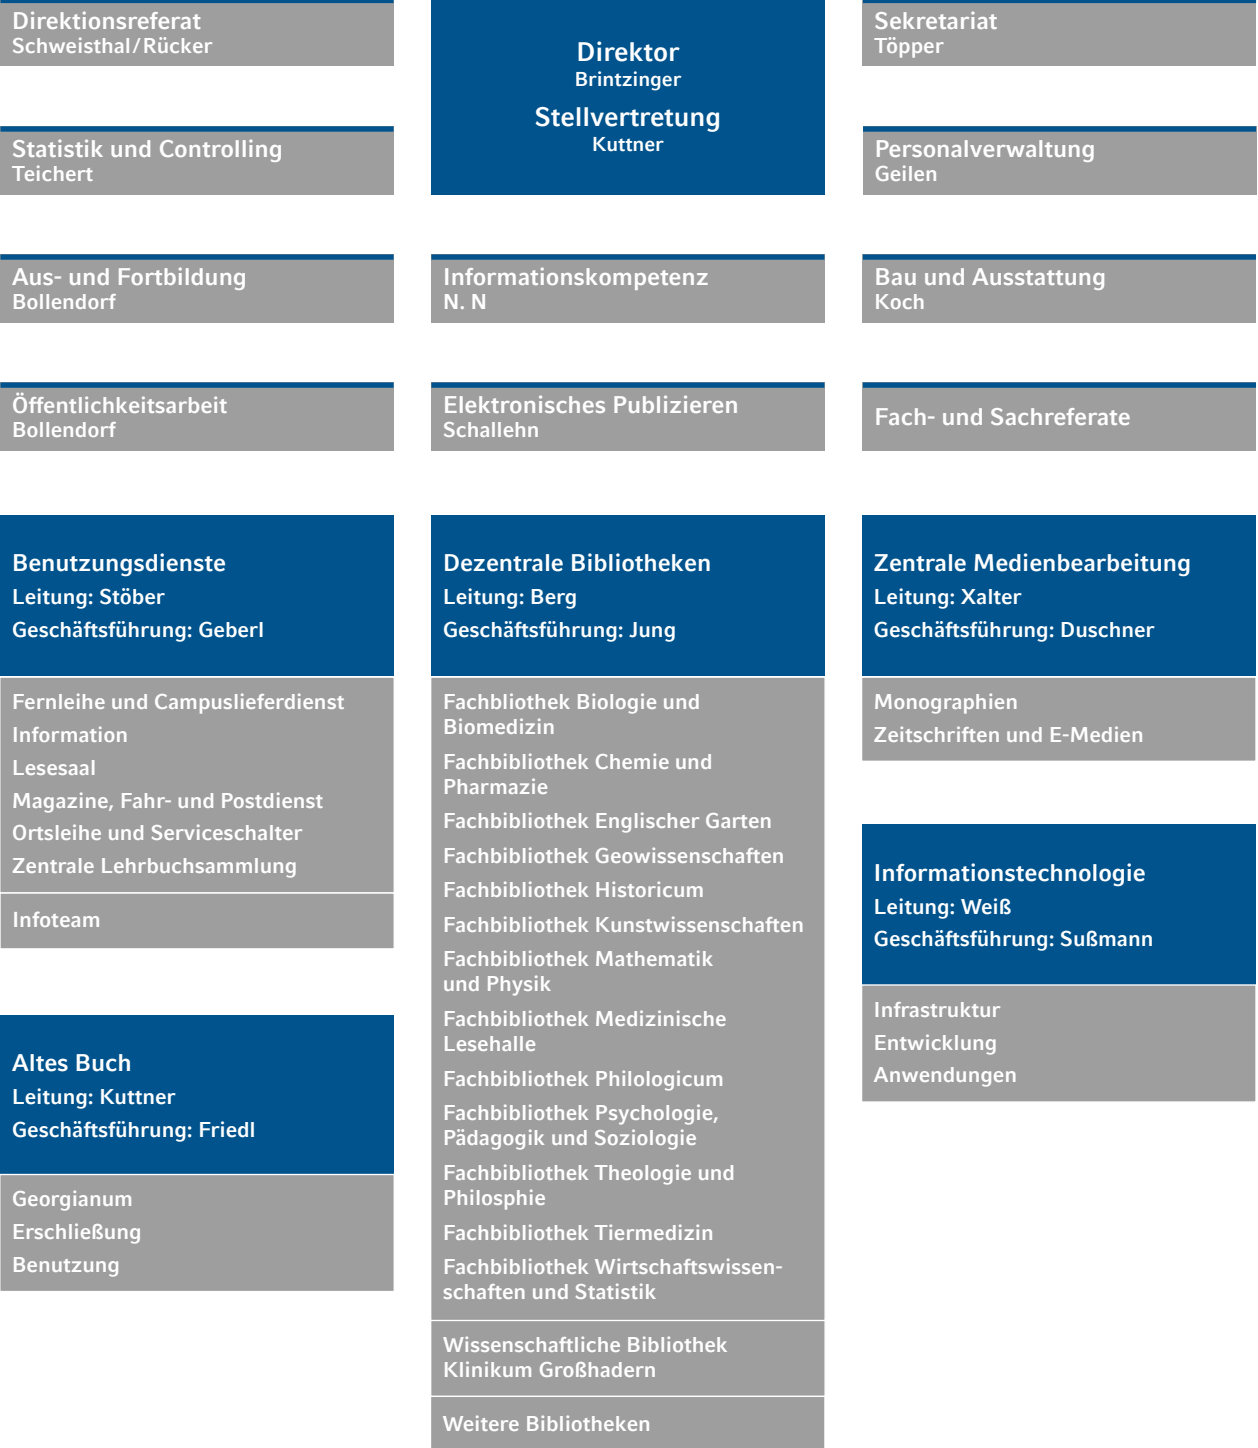 Direktionsreferat
Schweisthal/Rücker
Direktor
Brintzinger
Stellvertretung
Kuttner
Sekretariat
Töpper
Statistik und Controlling
Teichert
Personalverwaltung
Geilen
Aus- und Fortbildung
Bollendorf
Informationskompetenz
N. N
Bau und Ausstattung
Koch
Öffentlichkeitsarbeit
Bollendorf
Elektronisches Publizieren
Schallehn
Fach- und Sachreferate
Benutzungsdienste
Leitung: Stöber
Geschäftsführung: Geberl
Fernleihe und Campuslieferdienst
Information
Lesesaal
Magazine, Fahr- und Postdienst
Ortsleihe und Serviceschalter
Zentrale Lehrbuchsammlung
Infoteam
Altes Buch
Leitung: Kuttner
Geschäftsführung: Friedl
Georgianum
Erschließung
Benutzung
Dezentrale Bibliotheken
Leitung: Berg
Geschäftsführung: Jung
Fachbliothek Biologie und
Biomedizin
Fachbibliothek Chemie und
Pharmazie
Fachbibliothek Englischer Garten
Fachbibliothek Geowissenschaften
Fachbibliothek Historicum
Fachbibliothek Kunstwissenschaften
Fachbibliothek Mathematik
und Physik
Fachbibliothek Medizinische
Lesehalle
Fachbibliothek Philologicum
Fachbibliothek Psychologie,
Pädagogik und Soziologie
Fachbibliothek Theologie und
Philosphie
Fachbibliothek Tiermedizin
Fachbibliothek Wirtschaftswissen-
schaften und Statistik
Wissenschaftliche Bibliothek
Klinikum Großhadern
Weitere Bibliotheken
Zentrale Medienbearbeitung
Leitung: Xalter
Geschäftsführung: Duschner
Monographien
Zeitschriften und E-Medien
Informationstechnologie
Leitung: Weiß
Geschäftsführung: Sußmann
Infrastruktur
Entwicklung
Anwendungen